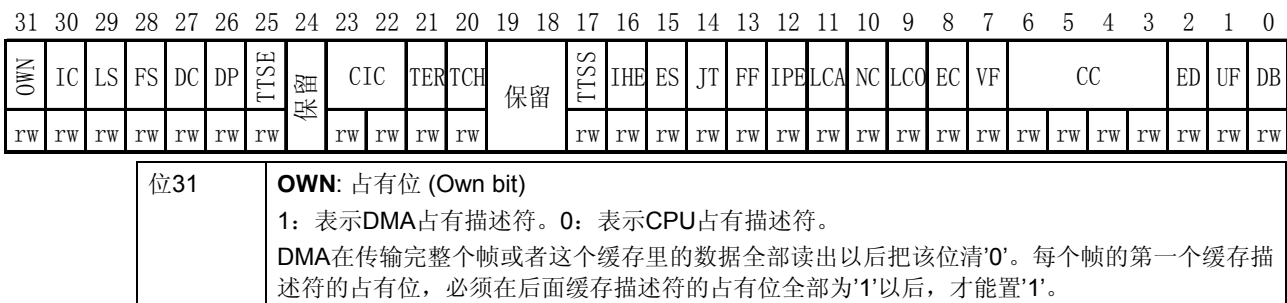 31 30 29 28 27 26 25 24 23 22 21 20 19 18 17 16 15 14 13 12 11 10 9 8 7 6 5 4 3 2 1 0
OWN IC LS FS DC DP TTSE 保留 CIC TER TCH 保留 TTSS IHE ES JT FF IPE LCA NC LCO EC VF CC ED UF DB
rw rw rw rw rw rw rw rw rw rw rw rw rw rw rw rw rw rw rw rw rw rw rw rw rw rw rw rw rw
位31 OWN: 占有位 (Own bit)
1：表示DMA占有描述符。0：表示CPU占有描述符。
DMA在传输完整个帧或者这个缓存里的数据全部读出以后把该位清'0'。每个帧的第一个缓存描
述符的占有位，必须在后面缓存描述符的占有位全部为'1'以后，才能置'1'。